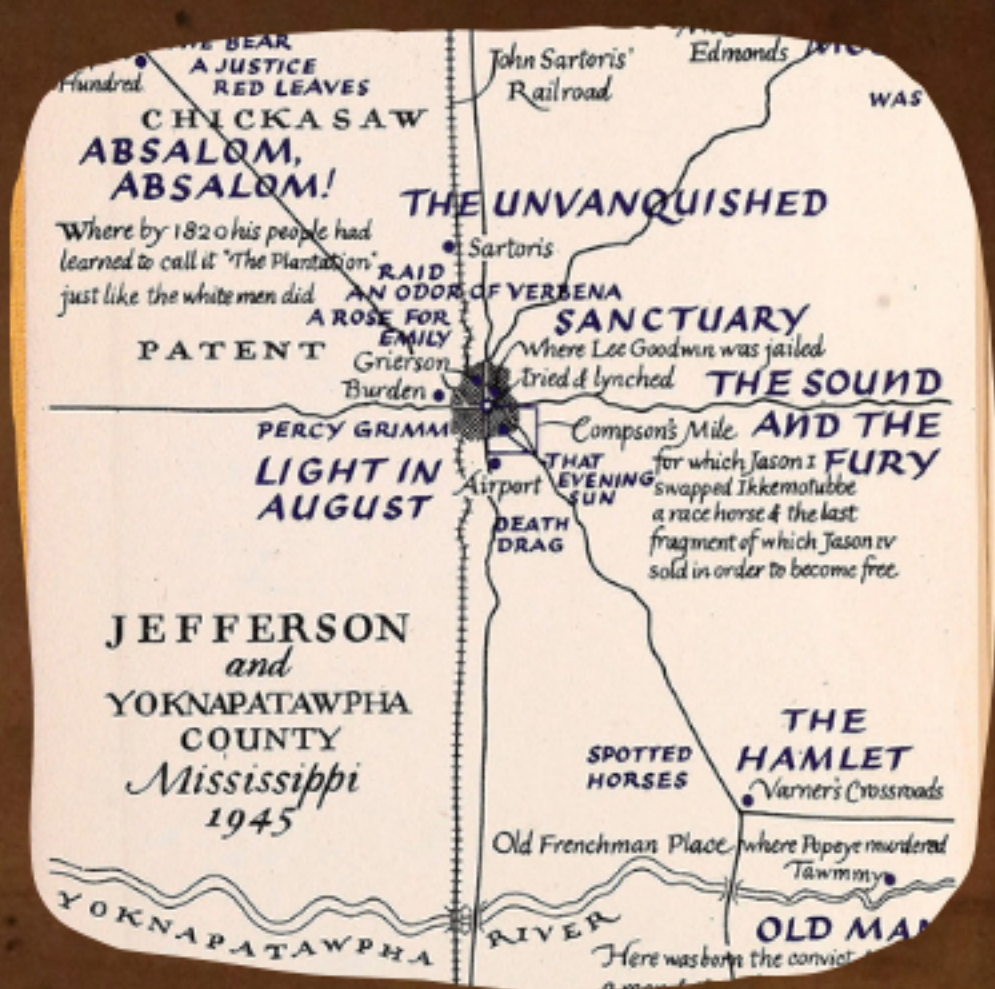 THE BEAR
A JUSTICE
RED LEAVES
Hundred
John Sartoris'
Railroad
Edmonds
WAS
CHICKASAW
ABSALOM,
ABSALOM!
THE UNVANQUISHED
Where by 1820 his people had
learned to call it "The Plantation"
just like the white men did
Sartoris
RAID
AN ODOR OF VERBENA
A ROSE FOR
EMILY
SANCTUARY
Where Lee Goodwin was jailed
tried & lynched
PATENT
Grierson
Burden
THE SOUND
AND THE
FURY
PERCY GRIMM
Compson's Mile
for which Jason I
swapped Ikkemotubbe
a race horse & the last
fragment of which Jason IV
sold in order to become free
LIGHT IN
AUGUST
Airport
THAT
EVENING
SUN
DEATH
DRAG
JEFFERSON
and
YOKNAPATAWPHA
COUNTY
Mississippi
1945
SPOTTED
HORSES
THE
HAMLET
Varner's Crossroads
Old Frenchman Place where Popeye murdered
Tawmmy
YOKNAPATAWPHA RIVER
OLD MAN
Here was born the convict